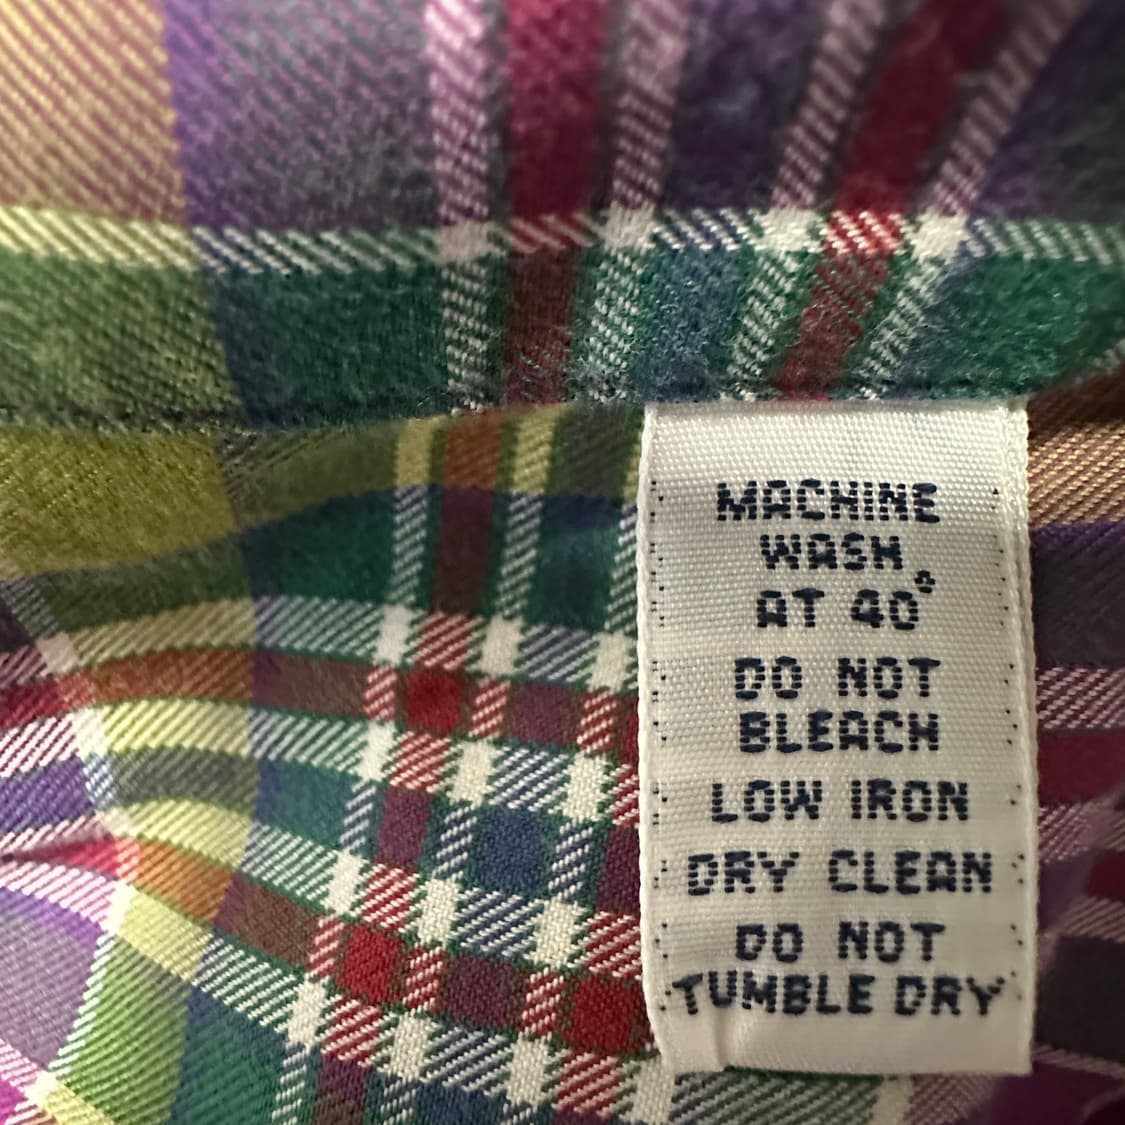 MACHINE
WASH
AT 40°
DO NOT
BLEACH
LOW IRON
DRY CLEAN
DO NOT
TUMBLE DRY